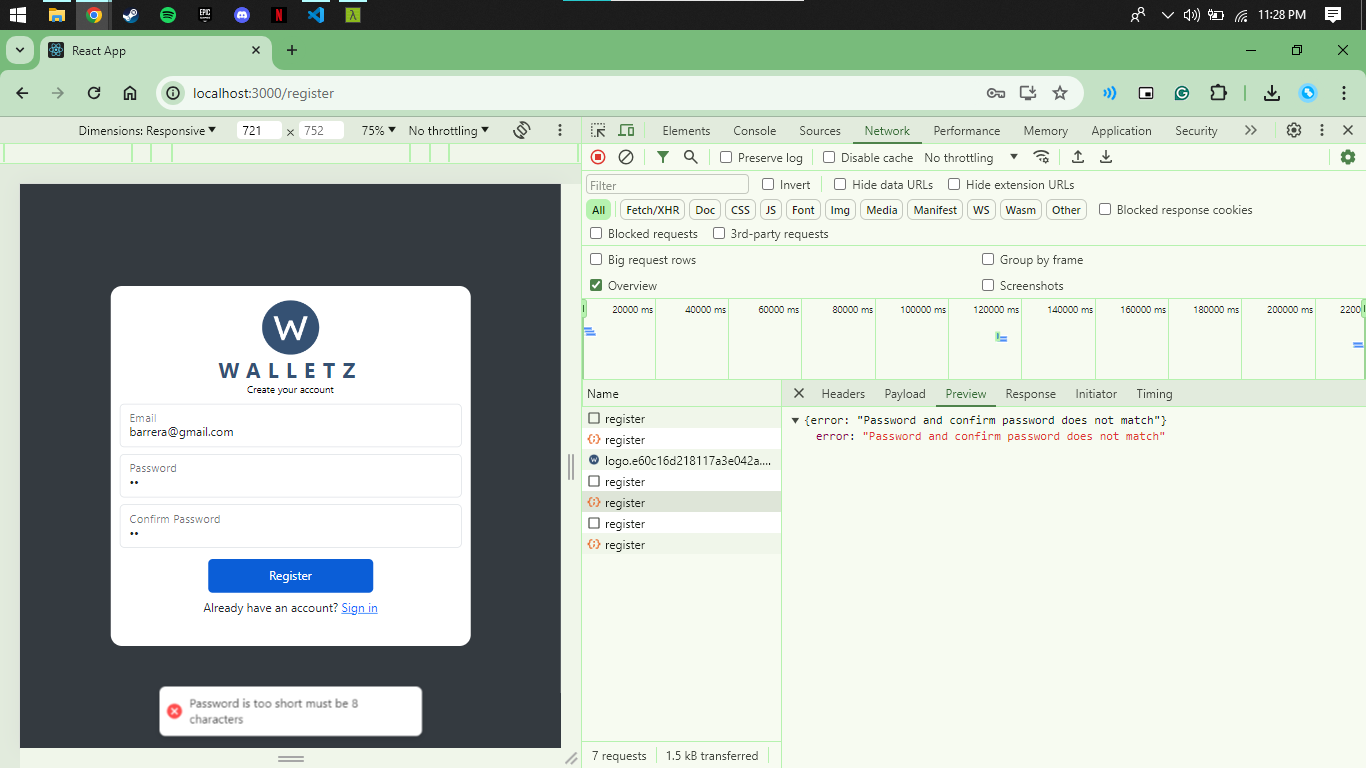 11:28 PM
React App
localhost:3000/register
Dimensions: Responsive 721 × 752 75% No throttling
Elements Console Sources Network Performance Memory Application Security
Preserve log Disable cache No throttling
Filter Invert Hide data URLs Hide extension URLs
All Fetch/XHR Doc CSS JS Font Img Media Manifest WS Wasm Other Blocked response cookies
Blocked requests 3rd-party requests
Big request rows Group by frame
Overview Screenshots
20000 ms 40000 ms 60000 ms 80000 ms 100000 ms 120000 ms 140000 ms 160000 ms 180000 ms 200000 ms 2200
Name
register
register
logo.e60c16d218117a3e042a....
register
register
register
register
7 requests 1.5 kB transferred
Headers Payload Preview Response Initiator Timing
{error: "Password and confirm password does not match"}
error: "Password and confirm password does not match"
W
WALLETZ
Create your account
Email
barrera@gmail.com
Password
••
Confirm Password
••
Register
Already have an account? Sign in
Password is too short must be 8
characters